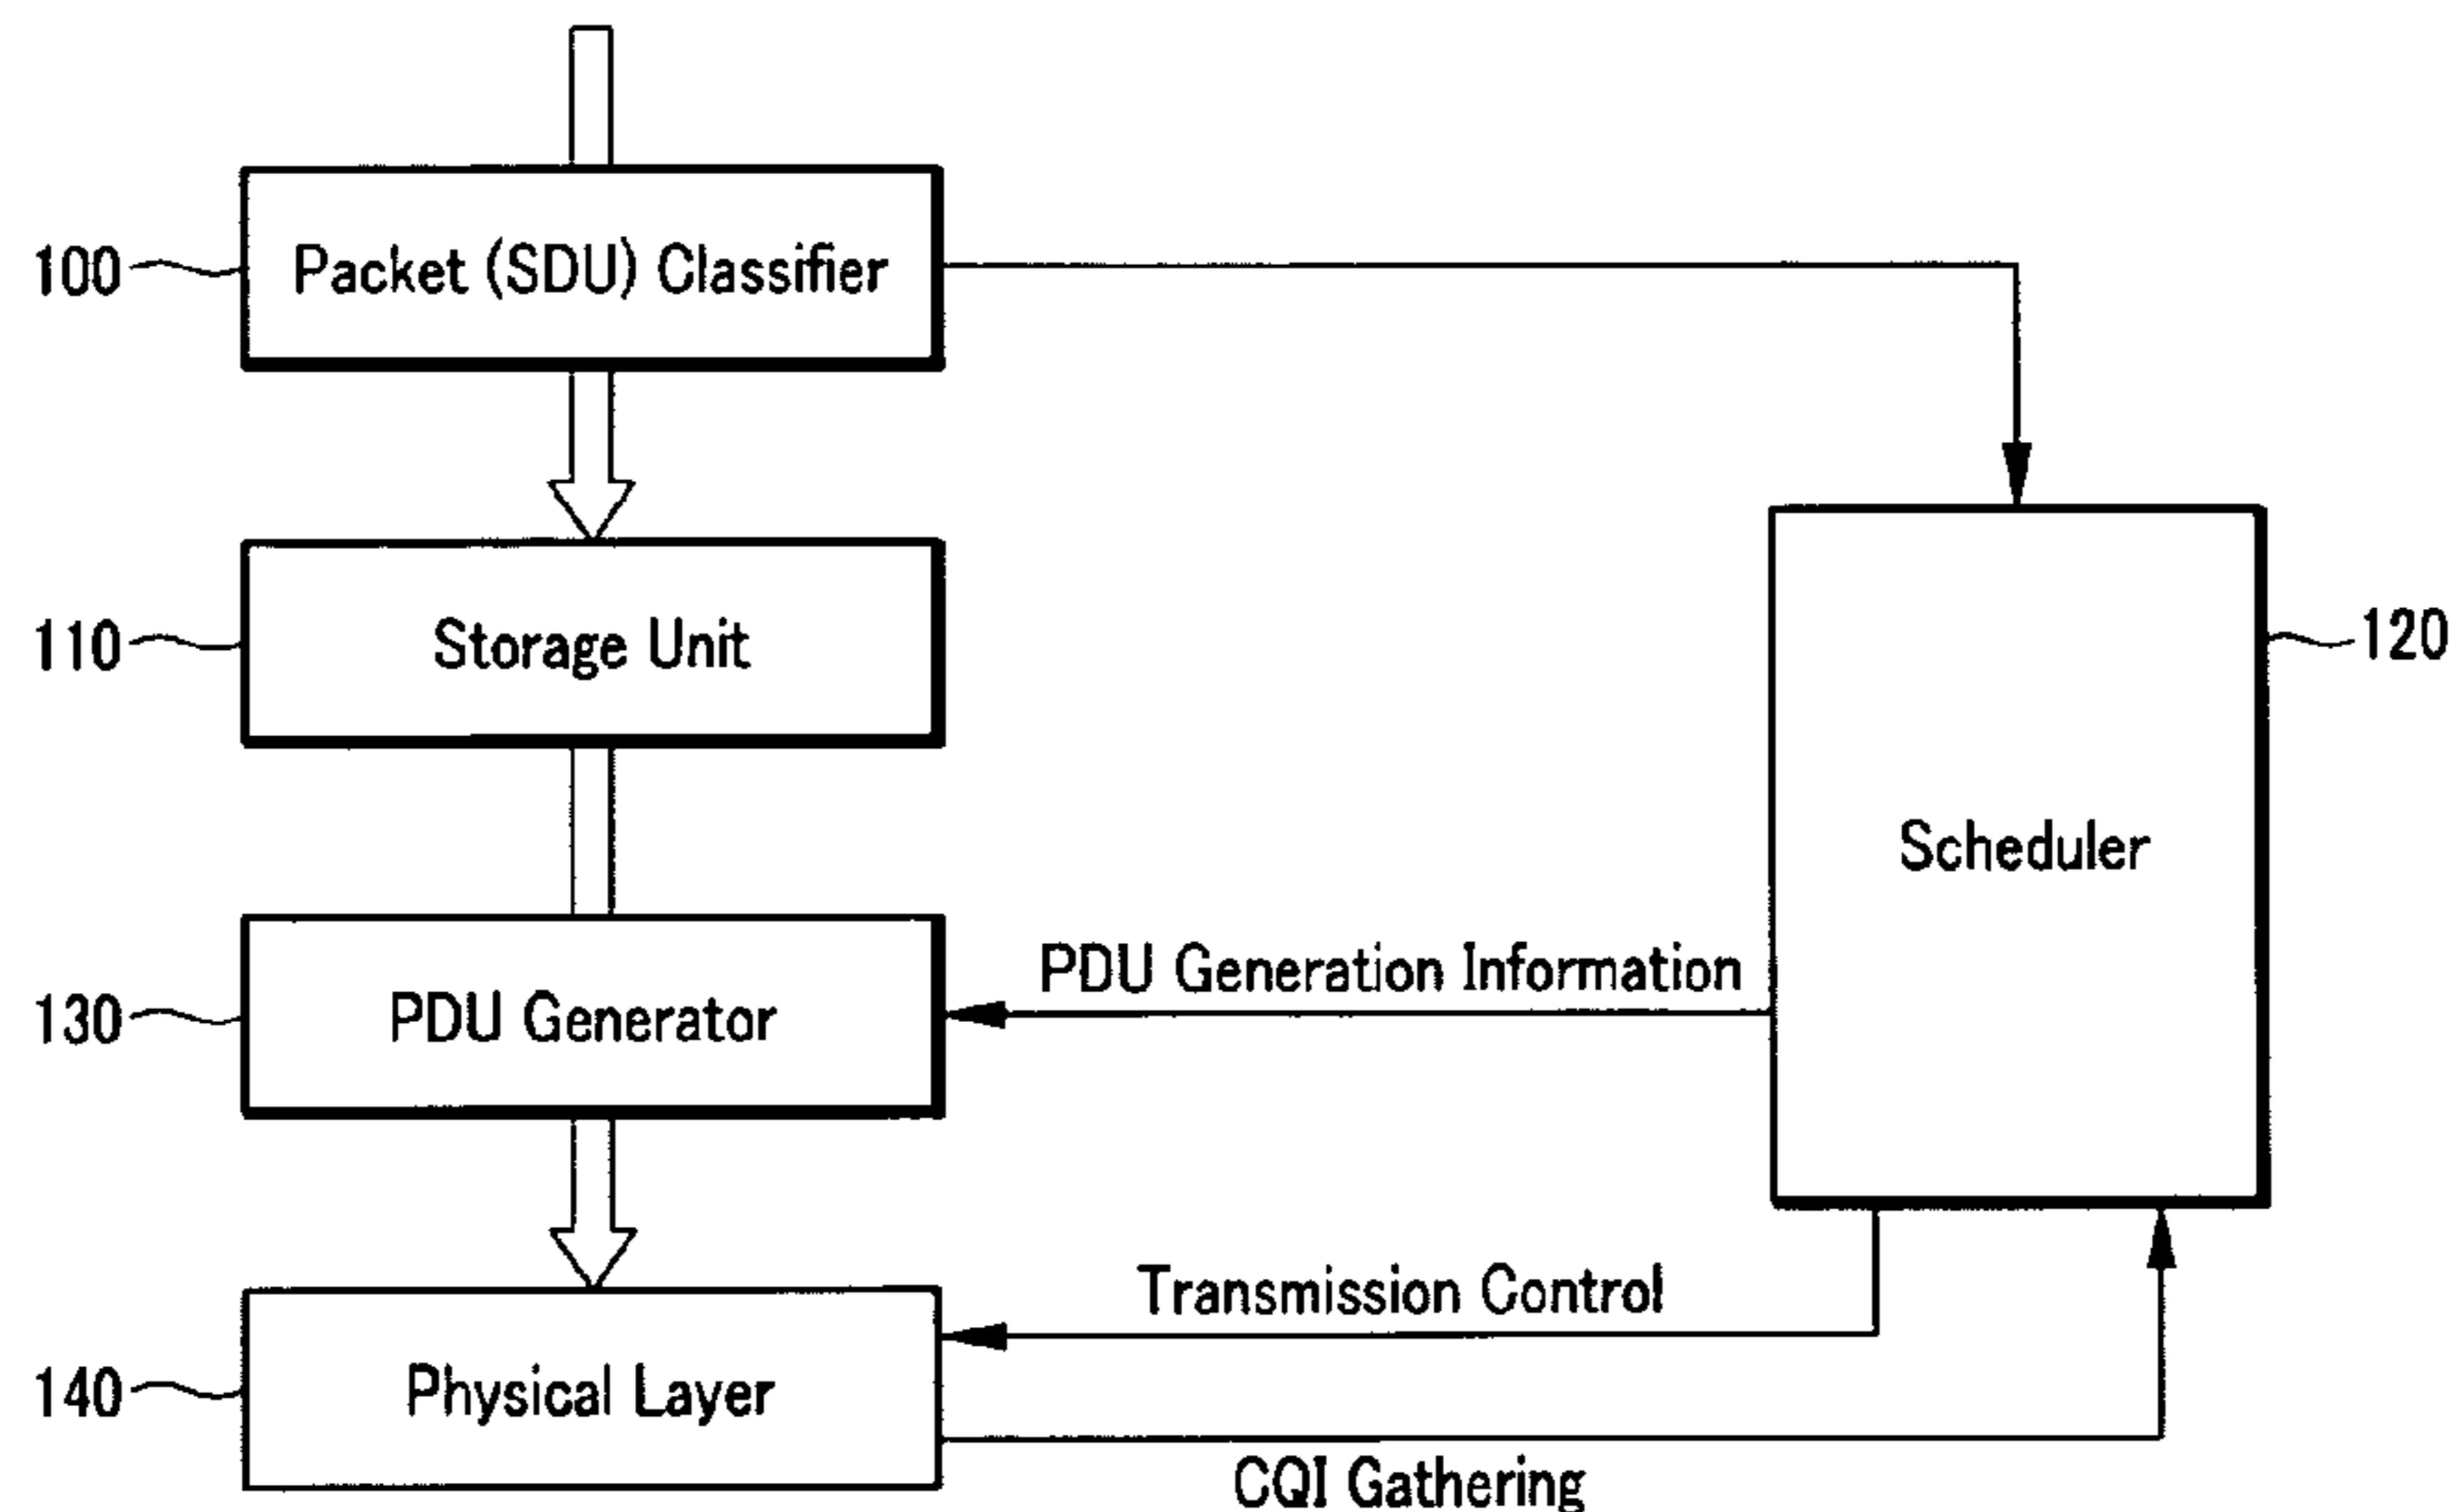 100
Packet (SDU) Classifier
110
Storage Unit
120
Scheduler
PDU Generation Information
130
PDU Generator
Transmission Control
140
Physical Layer
CQI Gathering